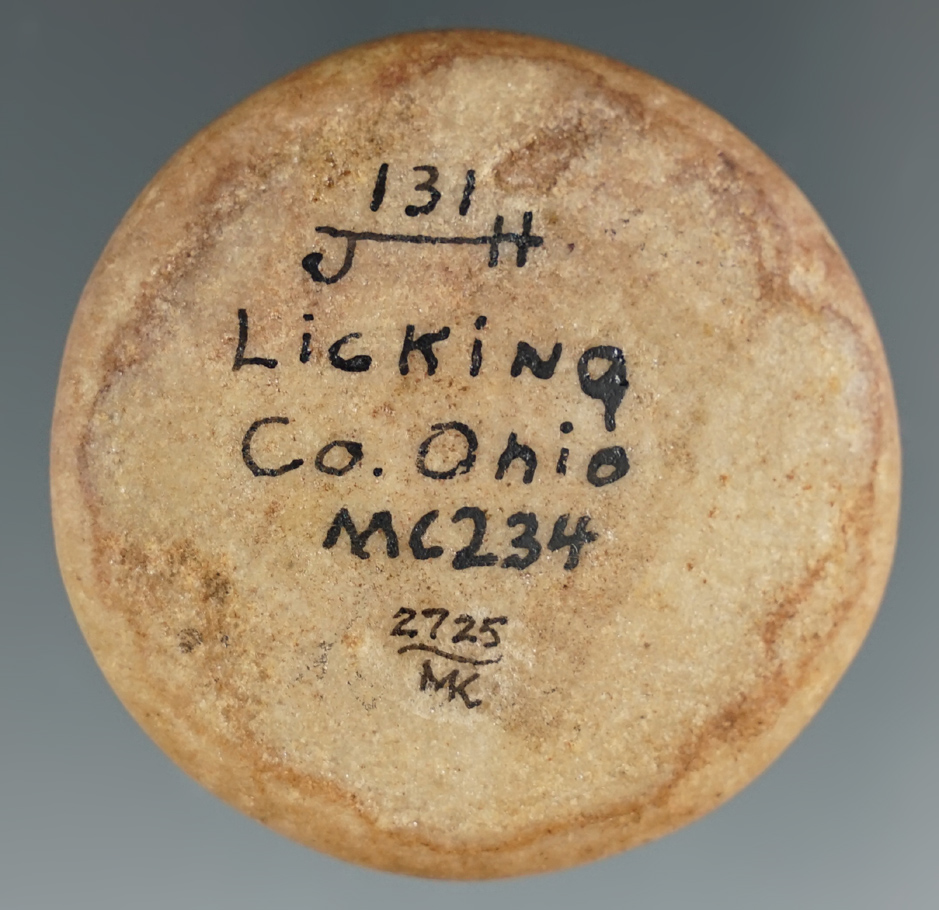 131
JH
Licking
Co. Ohio
MC234
2725
MK